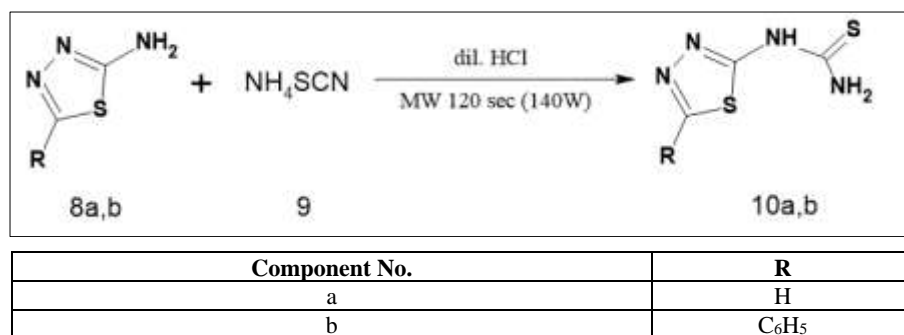 N
N
NH₂
S
R
+
NH₄SCN
dil. HCl
MW 120 sec (140W)
N
N
NH
S
S
NH₂
R
8a,b
9
10a,b
Component No. R
a H
b C₆H₅